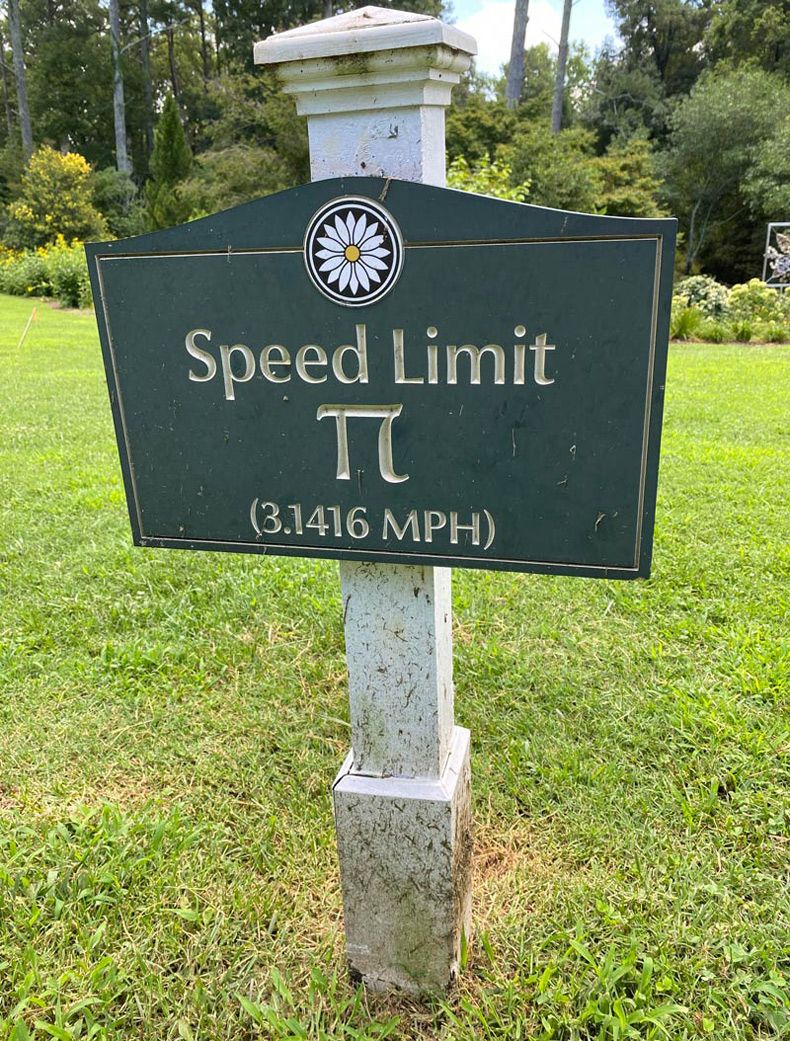 Speed Limit
π
(3.1416 MPH)